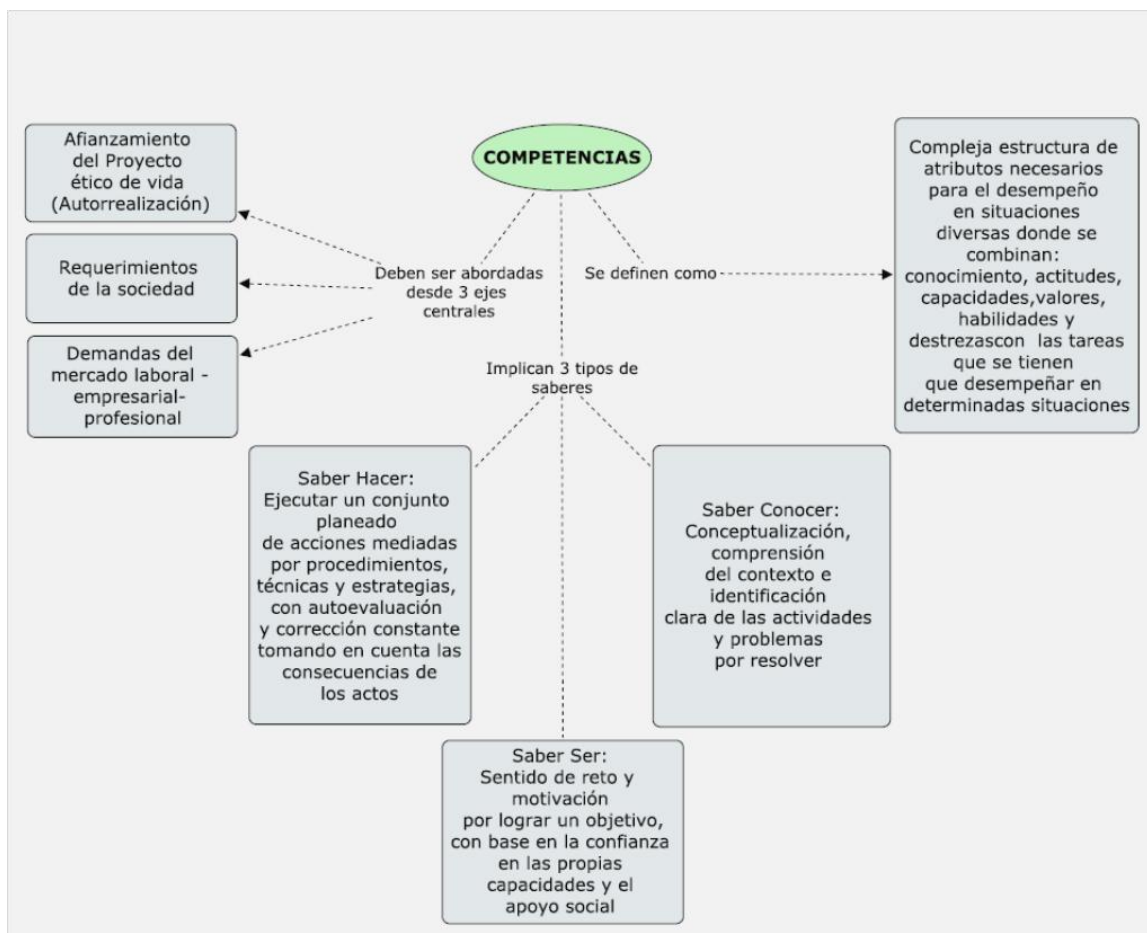 COMPETENCIAS
Afianzamiento
del Proyecto
ético de vida
(Autorrealización)
Requerimientos
de la sociedad
Demandas del
mercado laboral -
empresarial-
profesional
Deben ser abordadas
desde 3 ejes
centrales
Se definen como
Compleja estructura de
atributos necesarios
para el desempeño
en situaciones
diversas donde se
combinan:
conocimiento, actitudes,
capacidades,valores,
habilidades y
destrezascon  las tareas
que se tienen
que desempeñar en
determinadas situaciones
Implican 3 tipos de
saberes
Saber Hacer:
Ejecutar un conjunto
planeado
de acciones mediadas
por procedimientos,
técnicas y estrategias,
con autoevaluación
y corrección constante
tomando en cuenta las
consecuencias de
los actos
Saber Conocer:
Conceptualización,
comprensión
del contexto e
identificación
clara de las actividades
y problemas
por resolver
Saber Ser:
Sentido de reto y
motivación
por lograr un objetivo,
con base en la confianza
en las propias
capacidades y el
apoyo social